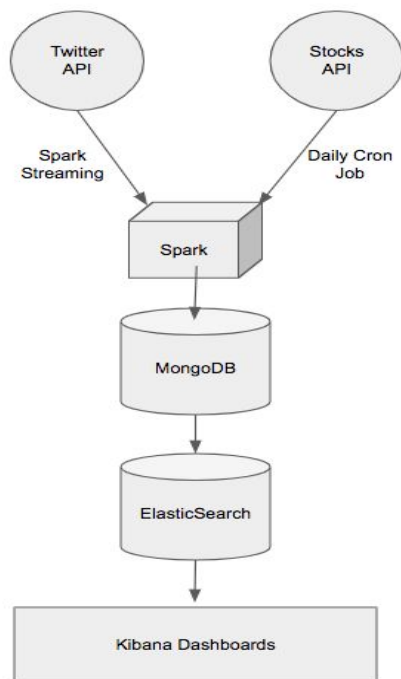 Twitter
API
Stocks
API
Spark
Streaming
Daily Cron
Job
Spark
MongoDB
ElasticSearch
Kibana Dashboards